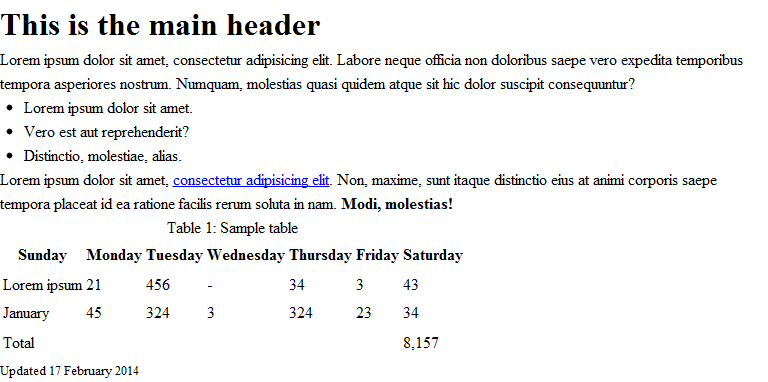 This is the main header
Lorem ipsum dolor sit amet, consectetur adipisicing elit. Labore neque officia non doloribus saepe vero expedita temporibus
tempora asperiores nostrum. Numquam, molestias quasi quidem atque sit hic dolor suscipit consequuntur?
• Lorem ipsum dolor sit amet.
• Vero est aut reprehenderit?
• Distinctio, molestiae, alias.
Lorem ipsum dolor sit amet, consectetur adipisicing elit. Non, maxime, sunt itaque distinctio eius at animi corporis saepe
tempora placeat id ea ratione facilis rerum soluta in nam. Modi, molestias!
Table 1: Sample table
Sunday Monday Tuesday Wednesday Thursday Friday Saturday
Lorem ipsum 21 456 - 34 3 43
January 45 324 3 324 23 34
Total 8,157
Updated 17 February 2014